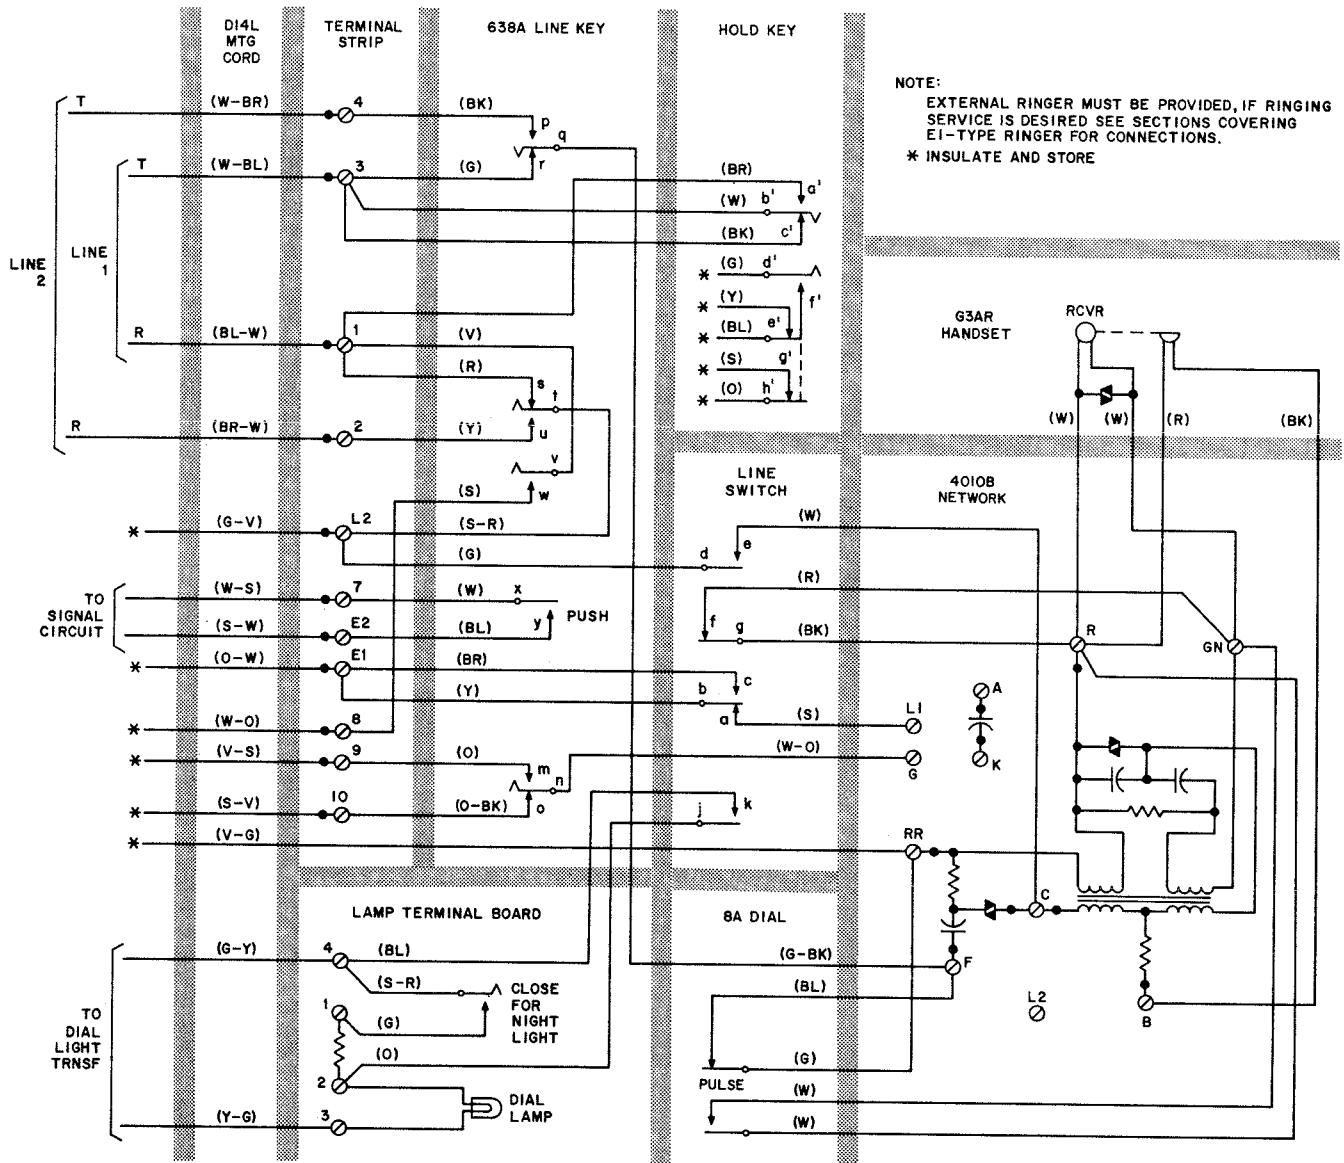 D14L
MTG
CORD
TERMINAL
STRIP
638A LINE KEY
HOLD KEY
NOTE:
EXTERNAL RINGER MUST BE PROVIDED, IF RINGING
SERVICE IS DESIRED SEE SECTIONS COVERING
E1-TYPE RINGER FOR CONNECTIONS.
* INSULATE AND STORE
T (W-BR) 4 (BK) p q
T (W-BL) 3 (G) r
(BR) a'
(W) b'
(BK) c'
LINE
2
LINE
1
* (G) d'
* (Y) f'
* (BL) e'
* (S) g'
* (O) h'
R (BL-W) 1 (V)
(R) s t
R (BR-W) 2 (Y) u
v
(S) w
G3AR
HANDSET
RCVR
(W) (W) (R) (BK)
LINE
SWITCH
4010B
NETWORK
* (G-V) L2 (S-R)
(G) d e (W)
TO
SIGNAL
CIRCUIT
(W-S) 7 (W) x
y PUSH
(S-W) E2 (BL)
f (R)
g (BK) R GN
* (O-W) E1 (BR) c
(Y) b
a (S) L1
A
K
* (W-O) 8
* (V-S) 9 (O) m n (W-O) G
* (S-V) 10 (O-BK) o
j k
* (V-G) RR
C
LAMP TERMINAL BOARD
8A DIAL
TO
DIAL
LIGHT
TRNSF
(G-Y) 4 (BL)
(S-R)
CLOSE
FOR
NIGHT
LIGHT
1 (G)
(O)
2
DIAL
LAMP
(Y-G) 3
(G-BK) F
(BL)
L2
B
(G)
PULSE
(W)
(W)